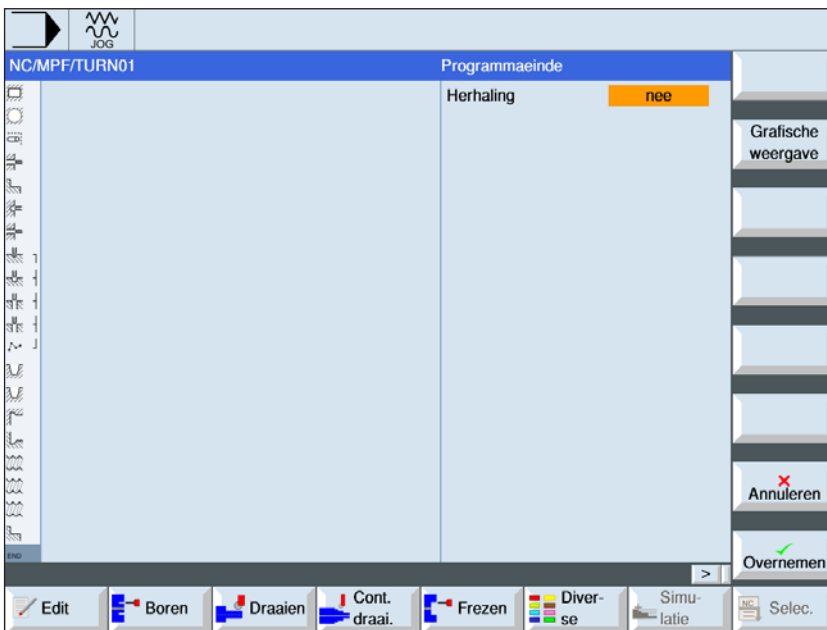 JOG
NC/MPF/TURN01
Programmaeinde
Herhaling
nee
END
Grafische
weergave
Annuleren
Overnemen
>
Edit
Boren
Draaien
Cont.
draai.
Frezen
Diver-
se
Simu-
latie
NC
Selec.